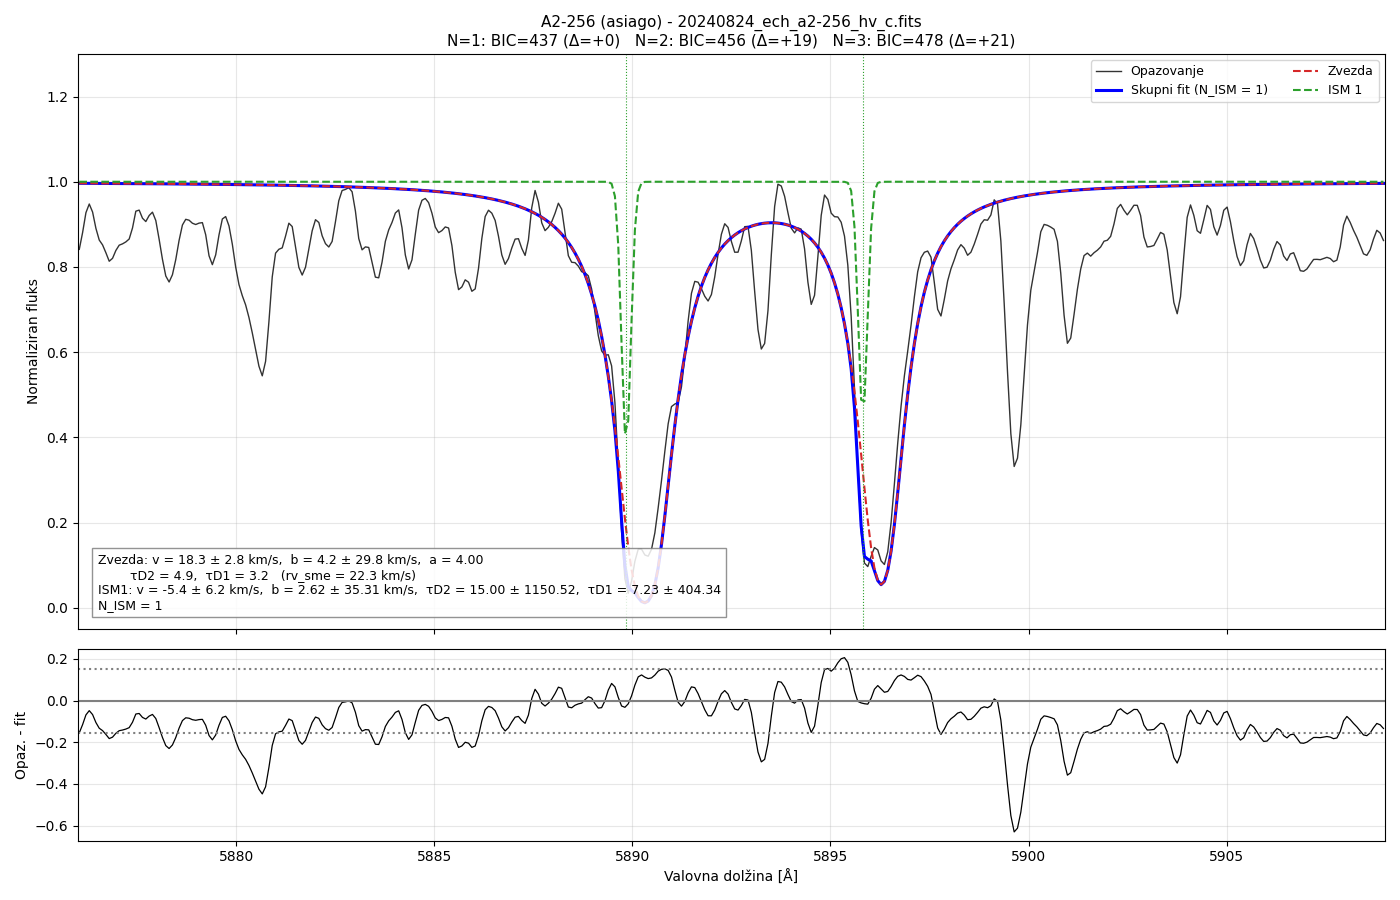 A2-256 (asiago) - 20240824_ech_a2-256_hv_c.fits
N=1: BIC=437 (Δ=+0)   N=2: BIC=456 (Δ=+19)   N=3: BIC=478 (Δ=+21)
Opazovanje
Skupni fit (N_ISM = 1)
Zvezda
ISM 1
Normaliziran fluks
1.2
1.0
0.8
0.6
0.4
0.2
0.0
Zvezda: v = 18.3 ± 2.8 km/s,  b = 4.2 ± 29.8 km/s,  a = 4.00
τD2 = 4.9,  τD1 = 3.2   (rv_sme = 22.3 km/s)
ISM1: v = -5.4 ± 6.2 km/s,  b = 2.62 ± 35.31 km/s,  τD2 = 15.00 ± 1150.52,  τD1 = 7.23 ± 404.34
N_ISM = 1
Opaz. - fit
0.2
0.0
−0.2
−0.4
−0.6
5880
5885
5890
5895
5900
5905
Valovna dolžina [Å]